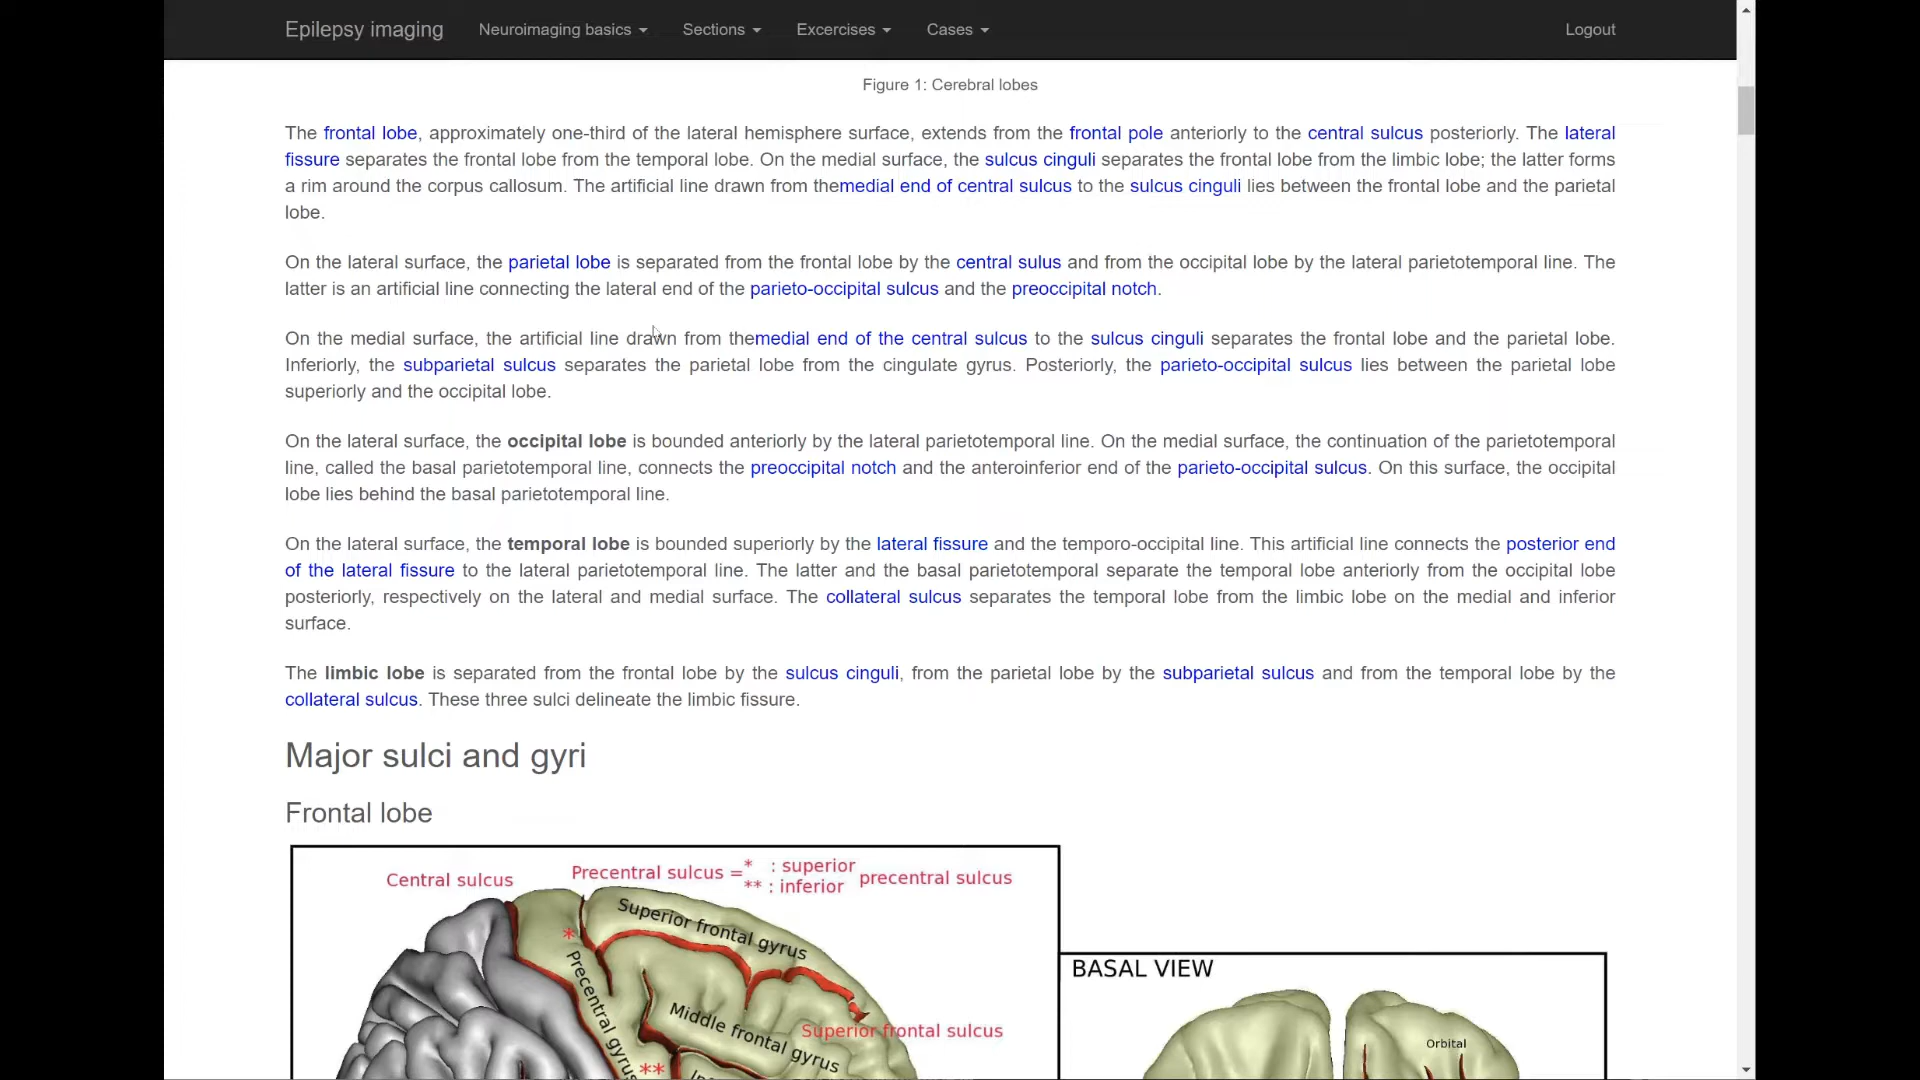 Epilepsy imaging Neuroimaging basics Sections Excercises Cases Logout
Figure 1: Cerebral lobes
The frontal lobe, approximately one-third of the lateral hemisphere surface, extends from the frontal pole anteriorly to the central sulcus posteriorly. The lateral
fissure separates the frontal lobe from the temporal lobe. On the medial surface, the sulcus cinguli separates the frontal lobe from the limbic lobe; the latter forms
a rim around the corpus callosum. The artificial line drawn from themedial end of central sulcus to the sulcus cinguli lies between the frontal lobe and the parietal
lobe.
On the lateral surface, the parietal lobe is separated from the frontal lobe by the central sulus and from the occipital lobe by the lateral parietotemporal line. The
latter is an artificial line connecting the lateral end of the parieto-occipital sulcus and the preoccipital notch.
On the medial surface, the artificial line drawn from themedial end of the central sulcus to the sulcus cinguli separates the frontal lobe and the parietal lobe.
Inferiorly, the subparietal sulcus separates the parietal lobe from the cingulate gyrus. Posteriorly, the parieto-occipital sulcus lies between the parietal lobe
superiorly and the occipital lobe.
On the lateral surface, the occipital lobe is bounded anteriorly by the lateral parietotemporal line. On the medial surface, the continuation of the parietotemporal
line, called the basal parietotemporal line, connects the preoccipital notch and the anteroinferior end of the parieto-occipital sulcus. On this surface, the occipital
lobe lies behind the basal parietotemporal line.
On the lateral surface, the temporal lobe is bounded superiorly by the lateral fissure and the temporo-occipital line. This artificial line connects the posterior end
of the lateral fissure to the lateral parietotemporal line. The latter and the basal parietotemporal separate the temporal lobe anteriorly from the occipital lobe
posteriorly, respectively on the lateral and medial surface. The collateral sulcus separates the temporal lobe from the limbic lobe on the medial and inferior
surface.
The limbic lobe is separated from the frontal lobe by the sulcus cinguli, from the parietal lobe by the subparietal sulcus and from the temporal lobe by the
collateral sulcus. These three sulci delineate the limbic fissure.
Major sulci and gyri
Frontal lobe
Central sulcus
Precentral sulcus = * : superior
** : inferior
precentral sulcus
Superior frontal gyrus
*
Precentral gyrus
Middle frontal gyrus
Superior frontal sulcus
**
BASAL VIEW
Orbital